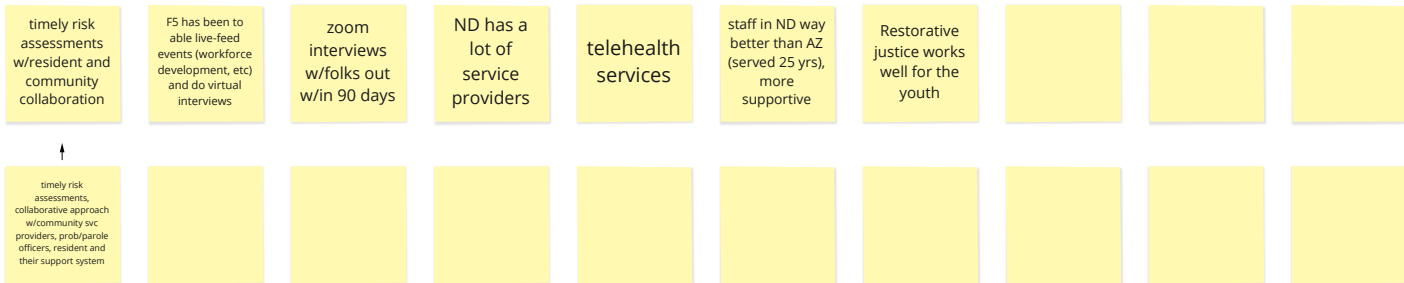 timely risk
assessments
w/resident and
community
collaboration
F5 has been to
able live-feed
events (workforce
development, etc)
and do virtual
interviews
zoom
interviews
w/folks out
w/in 90 days
ND has a
lot of
service
providers
telehealth
services
staff in ND way
better than AZ
(served 25 yrs),
more
supportive
Restorative
justice works
well for the
youth
timely risk
assessments,
collaborative approach
w/community svc
providers, prob/parole
officers, resident and
their support system